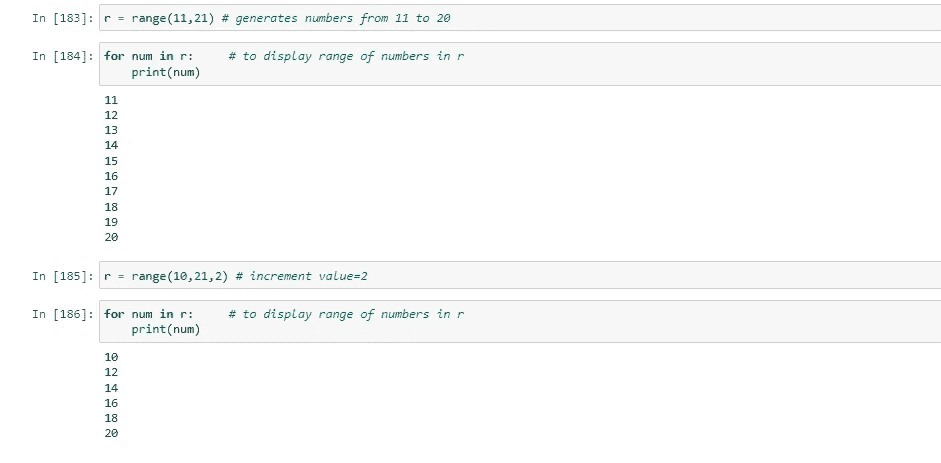 In [183]: r = range(11,21) # generates numbers from 11 to 20
In [184]: for num in r:     # to display range of numbers in r
    print(num)
11
12
13
14
15
16
17
18
19
20
In [185]: r = range(10,21,2) # increment value=2
In [186]: for num in r:     # to display range of numbers in r
    print(num)
10
12
14
16
18
20